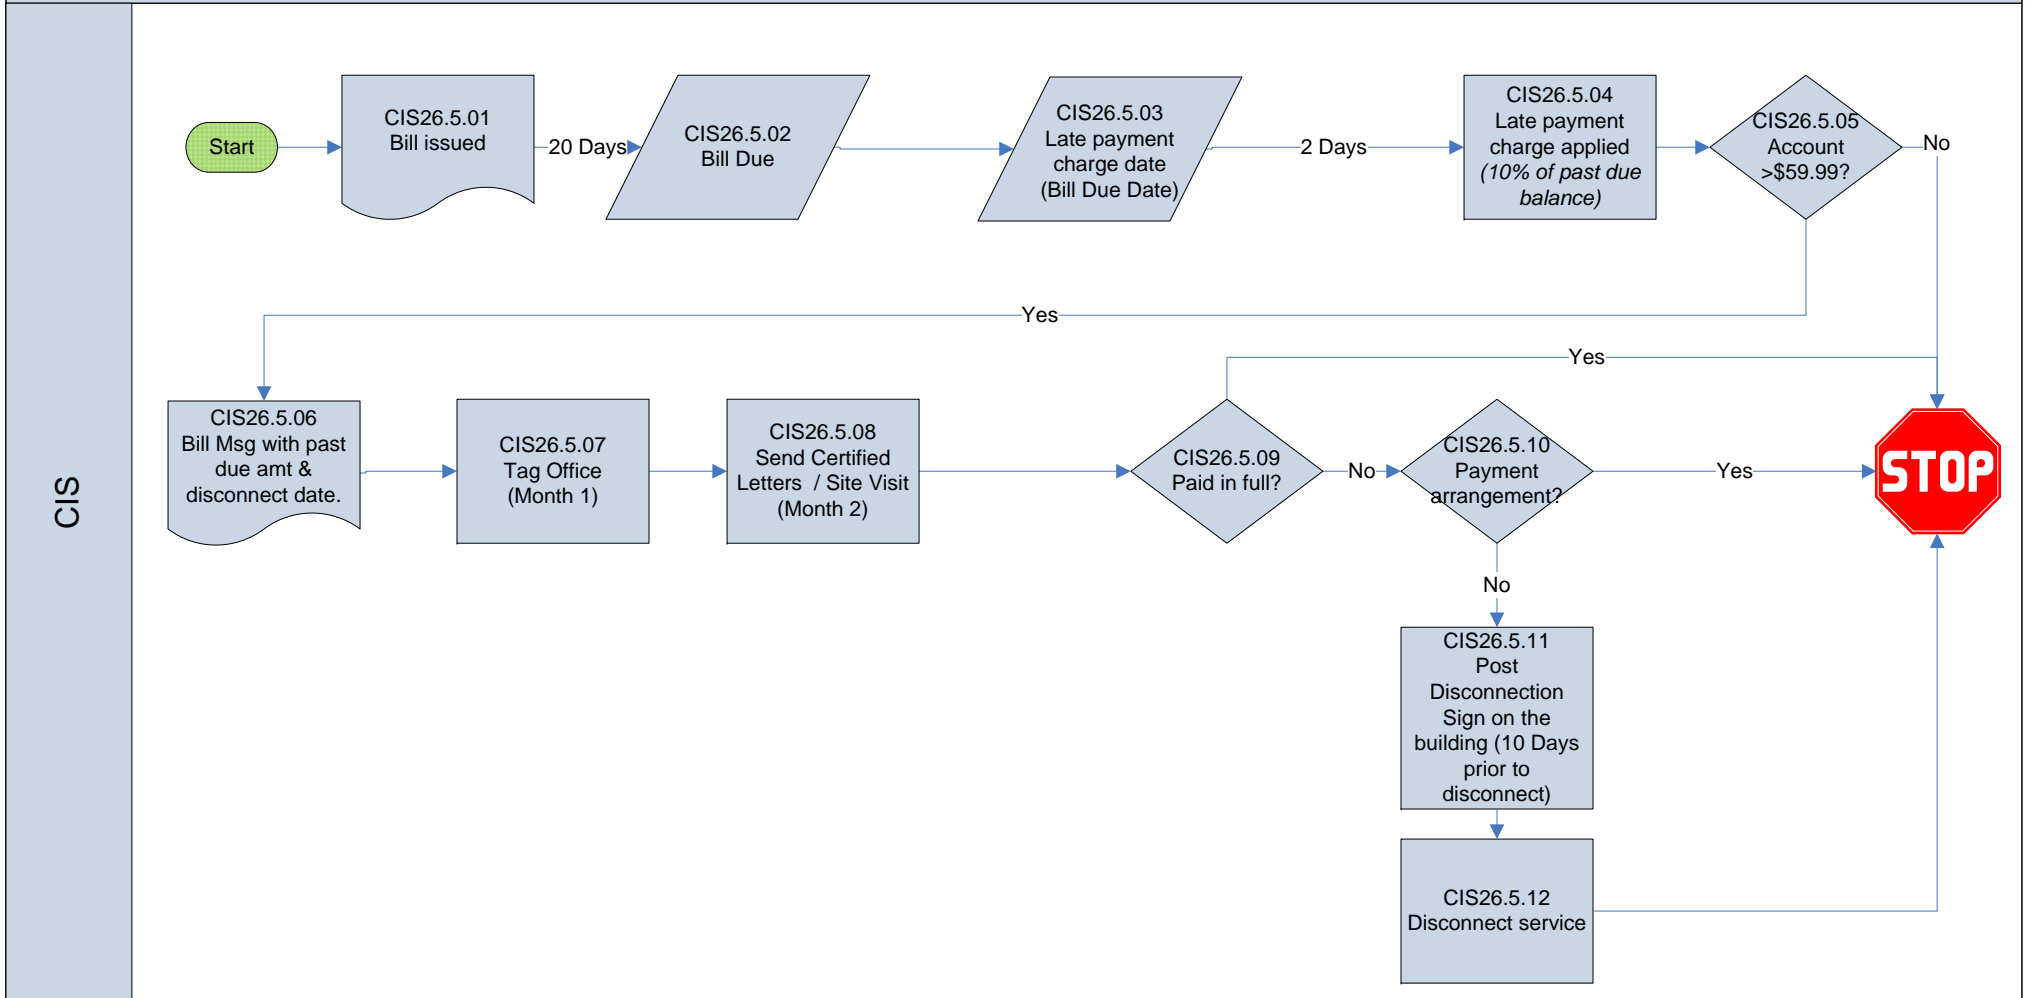 CIS
Start
CIS26.5.01
Bill issued
20 Days
CIS26.5.02
Bill Due
CIS26.5.03
Late payment
charge date
(Bill Due Date)
2 Days
CIS26.5.04
Late payment
charge applied
(10% of past due
balance)
CIS26.5.05
Account
>$59.99?
No
Yes
Yes
CIS26.5.06
Bill Msg with past
due amt &
disconnect date.
CIS26.5.07
Tag Office
(Month 1)
CIS26.5.08
Send Certified
Letters / Site Visit
(Month 2)
CIS26.5.09
Paid in full?
No
CIS26.5.10
Payment
arrangement?
Yes
STOP
No
CIS26.5.11
Post
Disconnection
Sign on the
building (10 Days
prior to
disconnect)
CIS26.5.12
Disconnect service